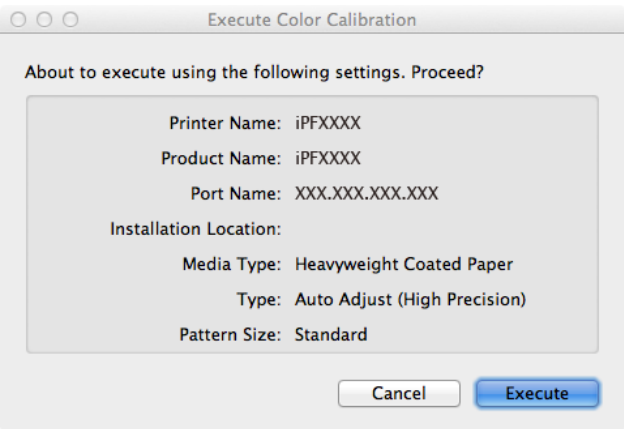 Execute Color Calibration
About to execute using the following settings. Proceed?
Printer Name: iPFXXXX
Product Name: iPFXXXX
Port Name: XXX.XXX.XXX.XXX
Installation Location:
Media Type: Heavyweight Coated Paper
Type: Auto Adjust (High Precision)
Pattern Size: Standard
Cancel Execute